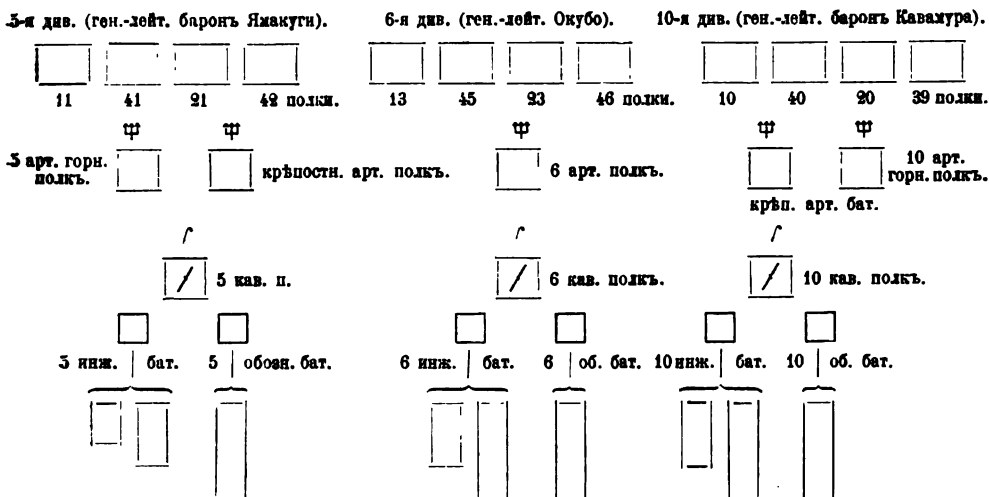 5-я див. (ген.-лейт. баронъ Ямагуги). 6-я див. (ген.-лейт. Окубо). 10-я див. (ген.-лейт. баронъ Кавамура).
11 41 21 42 полки. 13 45 23 46 полки. 10 40 20 39 полки.
5 арт. горн. полкъ. крѣпостн. арт. полкъ. 6 арт. полкъ. 10 арт. горн. полкъ.
крѣп. арт. бат.
5 кав. п. 6 кав. полкъ. 10 кав. полкъ.
5 инж. бат. 5 обозн. бат. 6 инж. бат. 6 об. бат. 10 инж. бат. 10 об. бат.